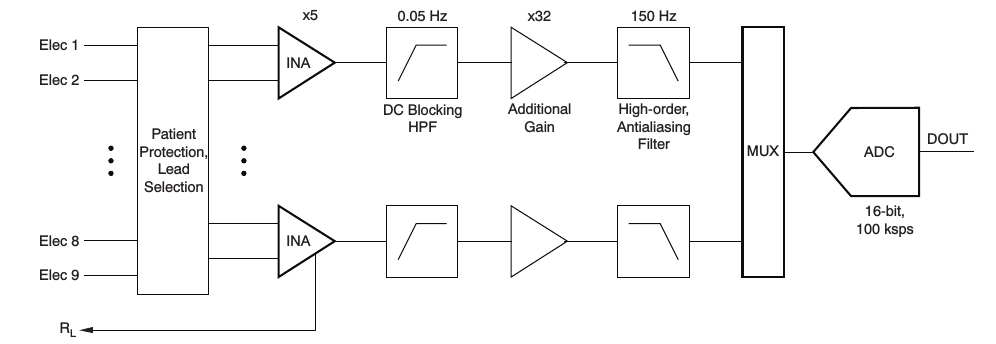 x5
0.05 Hz
x32
150 Hz
Elec 1
Elec 2
INA
DC Blocking
HPF
Additional
Gain
High-order,
Antialiasing
Filter
Patient
Protection,
Lead
Selection
MUX
ADC
DOUT
16-bit,
100 ksps
Elec 8
Elec 9
INA
RL